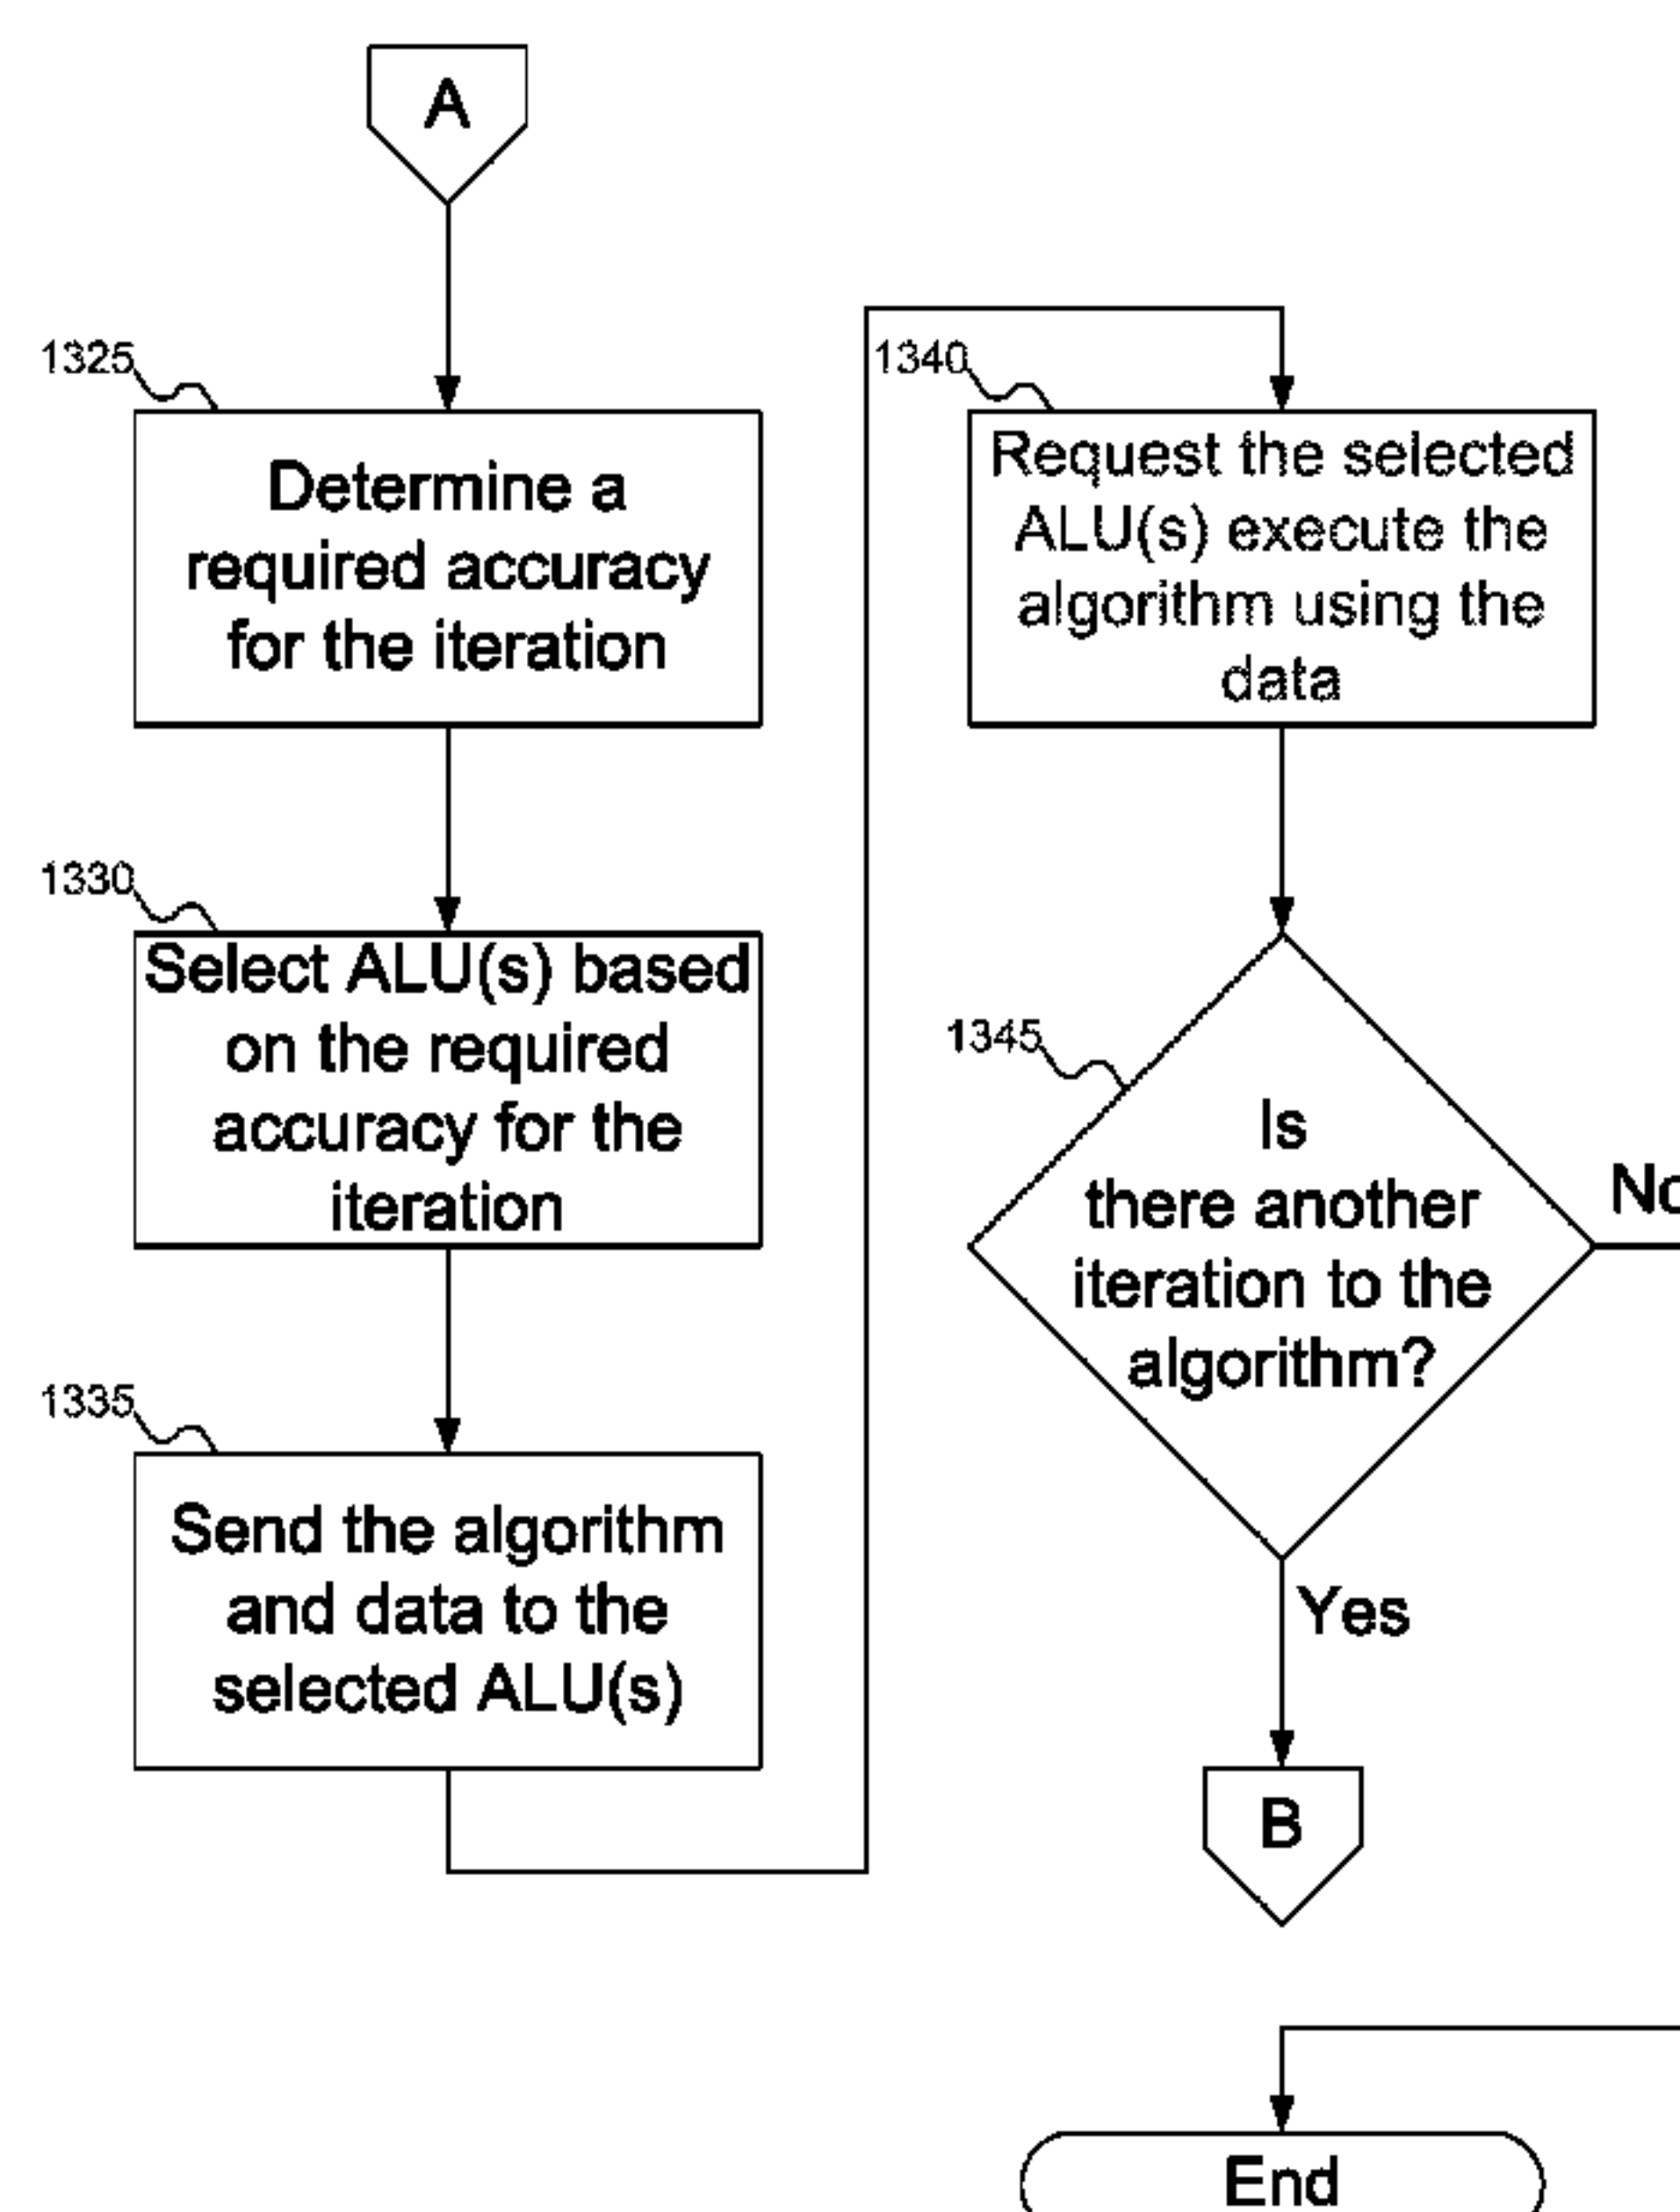 A
1325
Determine a
required accuracy
for the iteration
1330
Select ALU(s) based
on the required
accuracy for the
iteration
1335
Send the algorithm
and data to the
selected ALU(s)
1340
Request the selected
ALU(s) execute the
algorithm using the
data
1345
Is
there another
iteration to the
algorithm?
No
Yes
B
End